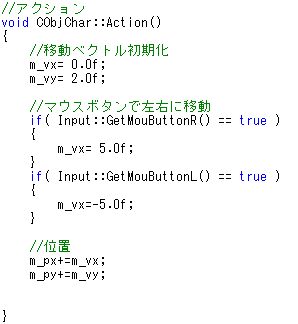 //アクション
void CObjChar::Action()
{
//移動ベクトル初期化
m_vx= 0.0f;
m_vy= 2.0f;
//マウスボタンで左右に移動
if( Input::GetMouButtonR() == true )
{
m_vx= 5.0f;
}
if( Input::GetMouButtonL() == true )
{
m_vx=-5.0f;
}
//位置
m_px+=m_vx;
m_py+=m_vy;
}